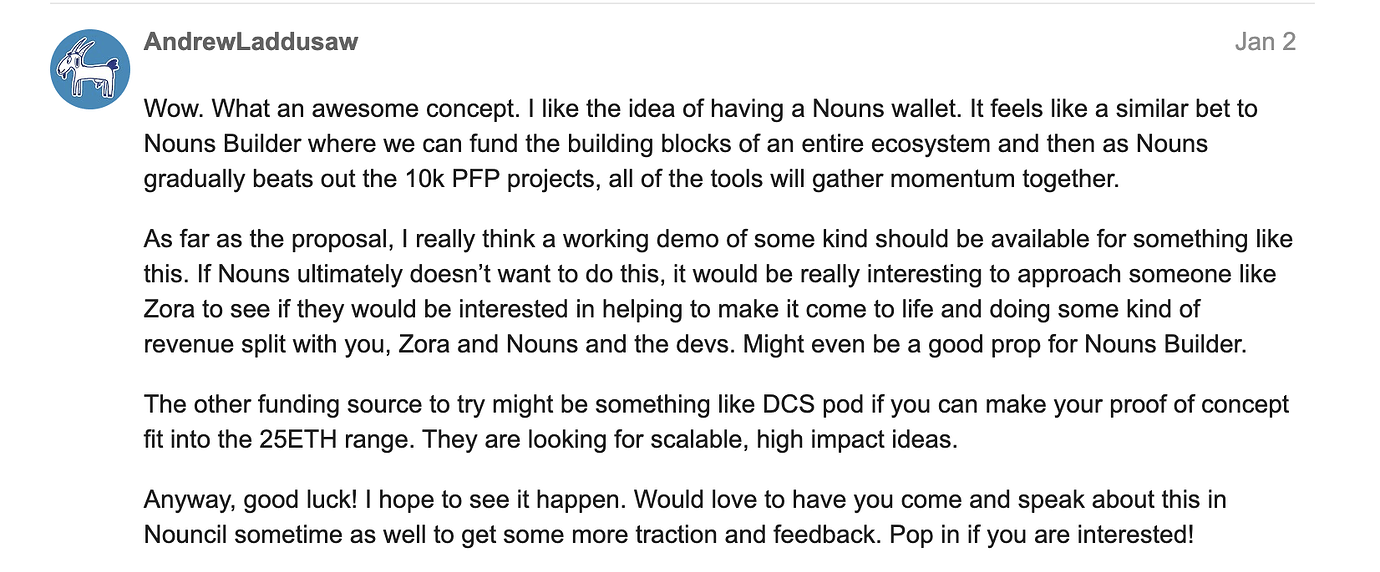 AndrewLaddusaw
Jan 2
Wow. What an awesome concept. I like the idea of having a Nouns wallet. It feels like a similar bet to
Nouns Builder where we can fund the building blocks of an entire ecosystem and then as Nouns
gradually beats out the 10k PFP projects, all of the tools will gather momentum together.
As far as the proposal, I really think a working demo of some kind should be available for something like
this. If Nouns ultimately doesn’t want to do this, it would be really interesting to approach someone like
Zora to see if they would be interested in helping to make it come to life and doing some kind of
revenue split with you, Zora and Nouns and the devs. Might even be a good prop for Nouns Builder.
The other funding source to try might be something like DCS pod if you can make your proof of concept
fit into the 25ETH range. They are looking for scalable, high impact ideas.
Anyway, good luck! I hope to see it happen. Would love to have you come and speak about this in
Nouncil sometime as well to get some more traction and feedback. Pop in if you are interested!